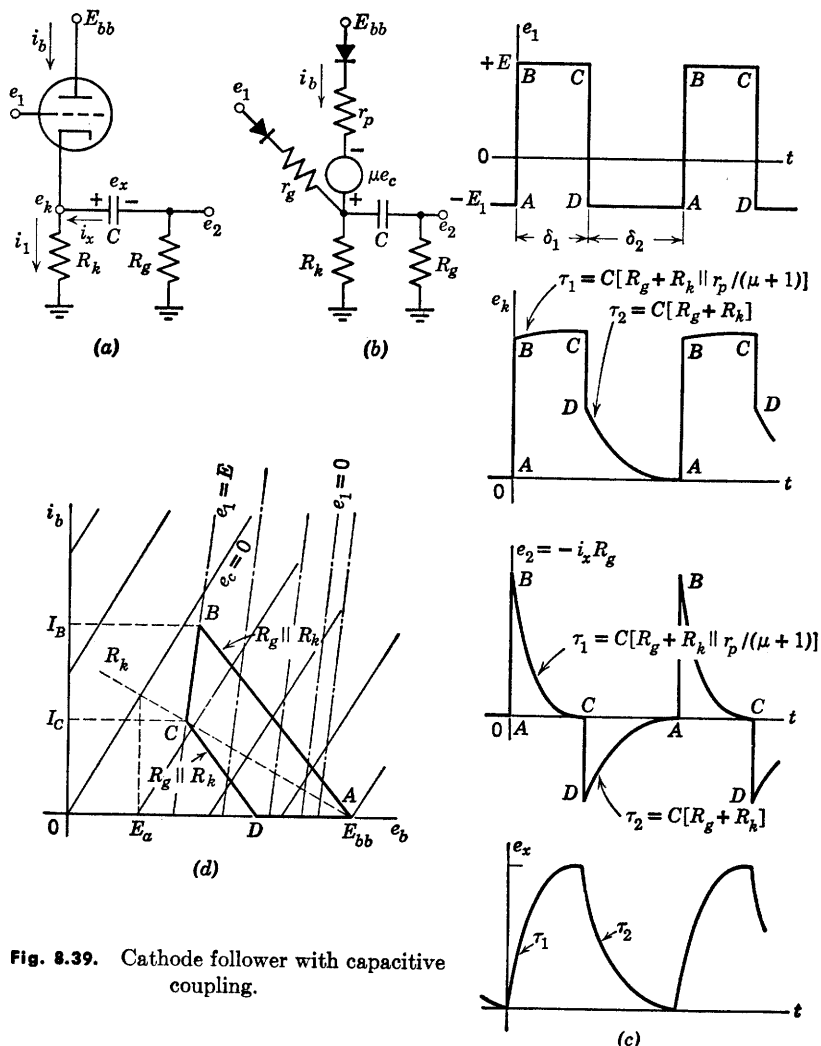 E_bb
i_b
e_1
e_k
+ e_x −
i_x
C
e_2
i_1
R_k
R_g
(a)
E_bb
i_b
e_1
r_p
−
μe_c
r_g
+
C
e_2
R_k
R_g
(b)
e_1
+E
B C B C
0 t
−E_1
A D A D
δ_1 δ_2
τ_1 = C[R_g + R_k || r_p/(μ + 1)]
e_k
τ_2 = C[R_g + R_k]
B C B C
D D
A A
0 t
e_2 = −i_x R_g
B B
τ_1 = C[R_g + R_k || r_p/(μ + 1)]
C C
0 A A t
D D
τ_2 = C[R_g + R_k]
e_x
τ_1 τ_2
t
(c)
i_b
e_1 = E
e_c = 0
e_1 = 0
B
I_B
R_g || R_k
R_k
I_C
C
R_g || R_k
A
0 E_a D E_bb e_b
(d)
Fig. 8.39. Cathode follower with capacitive
coupling.